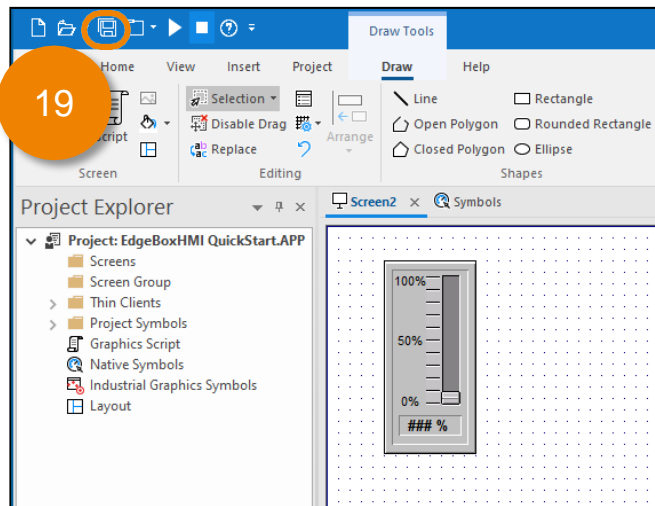 Draw Tools
Home View Insert Project Draw Help
19
Selection
Line
Rectangle
Disable Drag
Open Polygon
Rounded Rectangle
Replace
Arrange
Closed Polygon
Ellipse
Screen Editing Shapes
Project Explorer
Screen2 × Symbols
Project: EdgeBoxHMI QuickStart.APP
Screens
Screen Group
Thin Clients
Project Symbols
Graphics Script
Native Symbols
Industrial Graphics Symbols
Layout
100%
50%
0%
### %